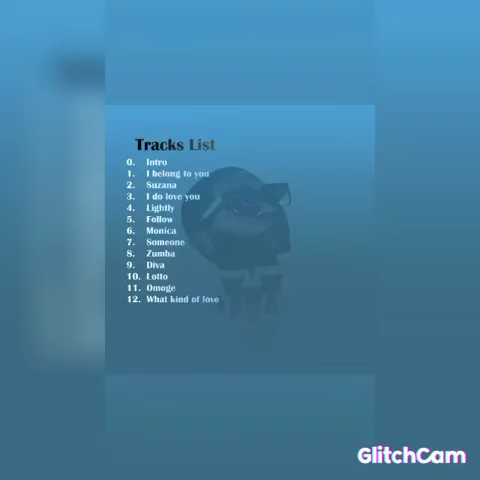 Tracks List
0. Intro
1. I belong to you
2. Suzana
3. I do love you
4. Lightly
5. Follow
6. Monica
7. Someone
8. Zumba
9. Diva
10. Lotto
11. Omoge
12. What kind of love
GlitchCam